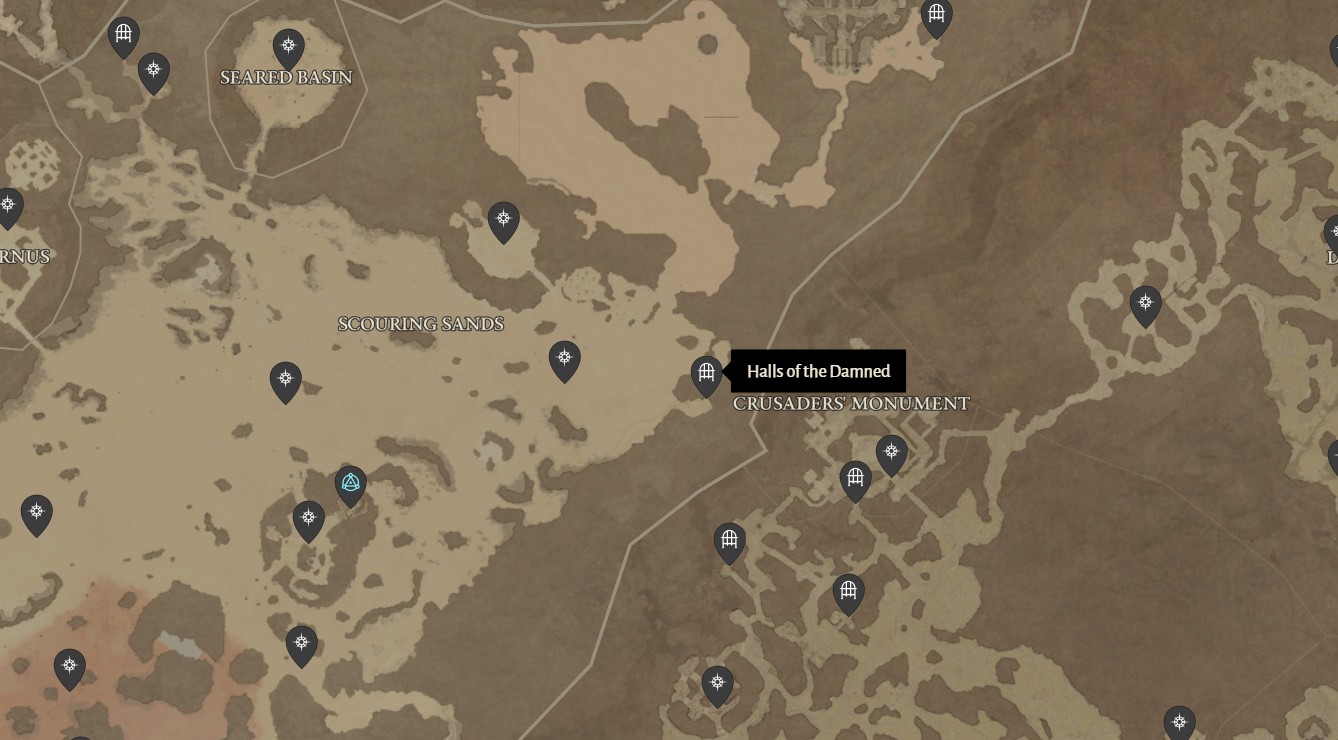 SEARED BASIN
RNUS
SCOURING SANDS
Halls of the Damned
CRUSADERS' MONUMENT